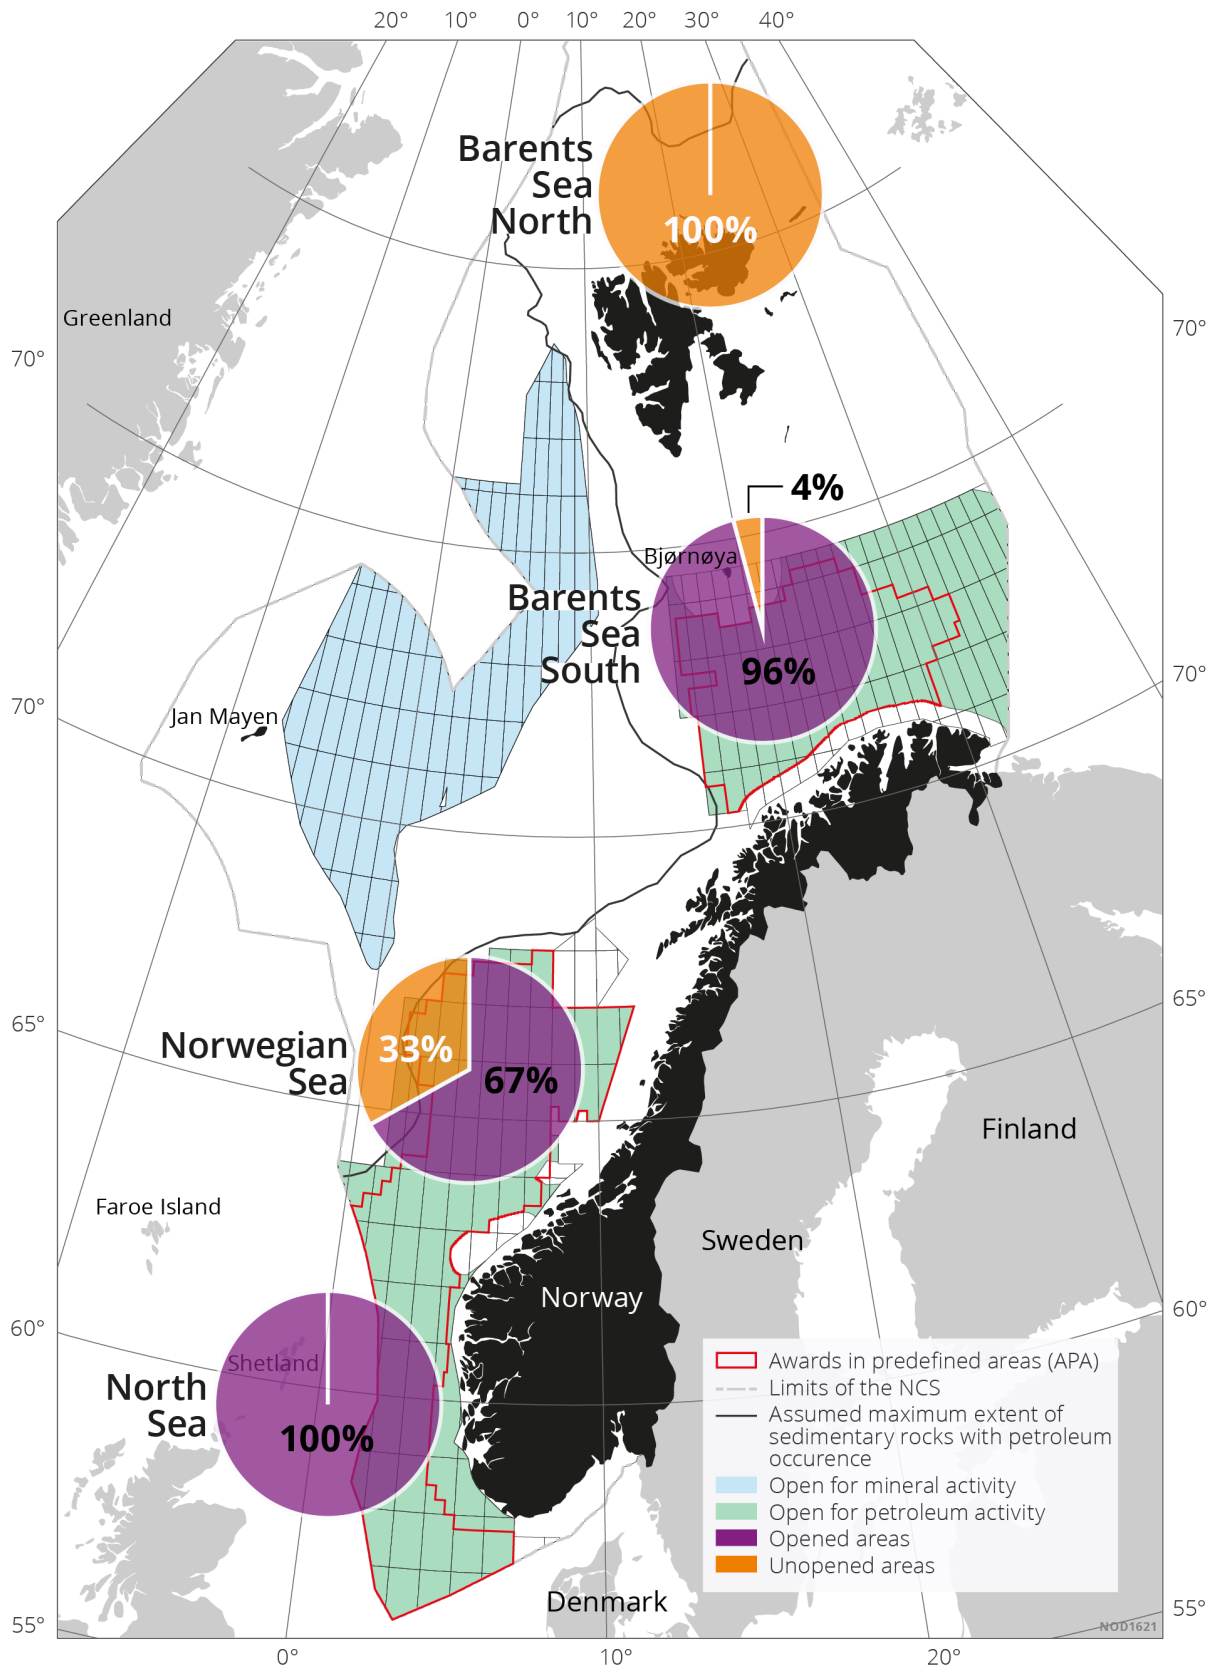 20° 10° 0° 10° 20° 30° 40°
Barents
Sea
North
100%
Greenland
70°
70°
4%
Bjørnøya
Barents
Sea
South
96%
70°
70°
Jan Mayen
65°
65°
Norwegian
Sea
33%
67%
Finland
Faroe Island
Sweden
Norway
60°
60°
Shetland
North
Sea
100%
Awards in predefined areas (APA)
Limits of the NCS
Assumed maximum extent of
sedimentary rocks with petroleum
occurence
Open for mineral activity
Open for petroleum activity
Opened areas
Unopened areas
Denmark
NOD1621
55°
55°
0° 10° 20°